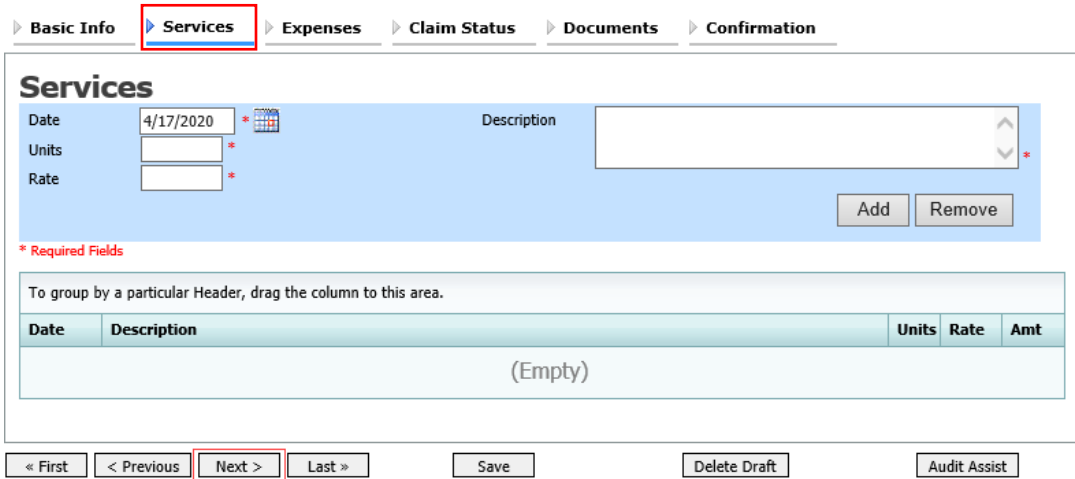 Basic Info Services Expenses Claim Status Documents Confirmation
Services
Date 4/17/2020 * Description
Units *
*
Rate *
Add Remove
* Required Fields
To group by a particular Header, drag the column to this area.
Date Description Units Rate Amt
(Empty)
« First < Previous Next > Last » Save Delete Draft Audit Assist